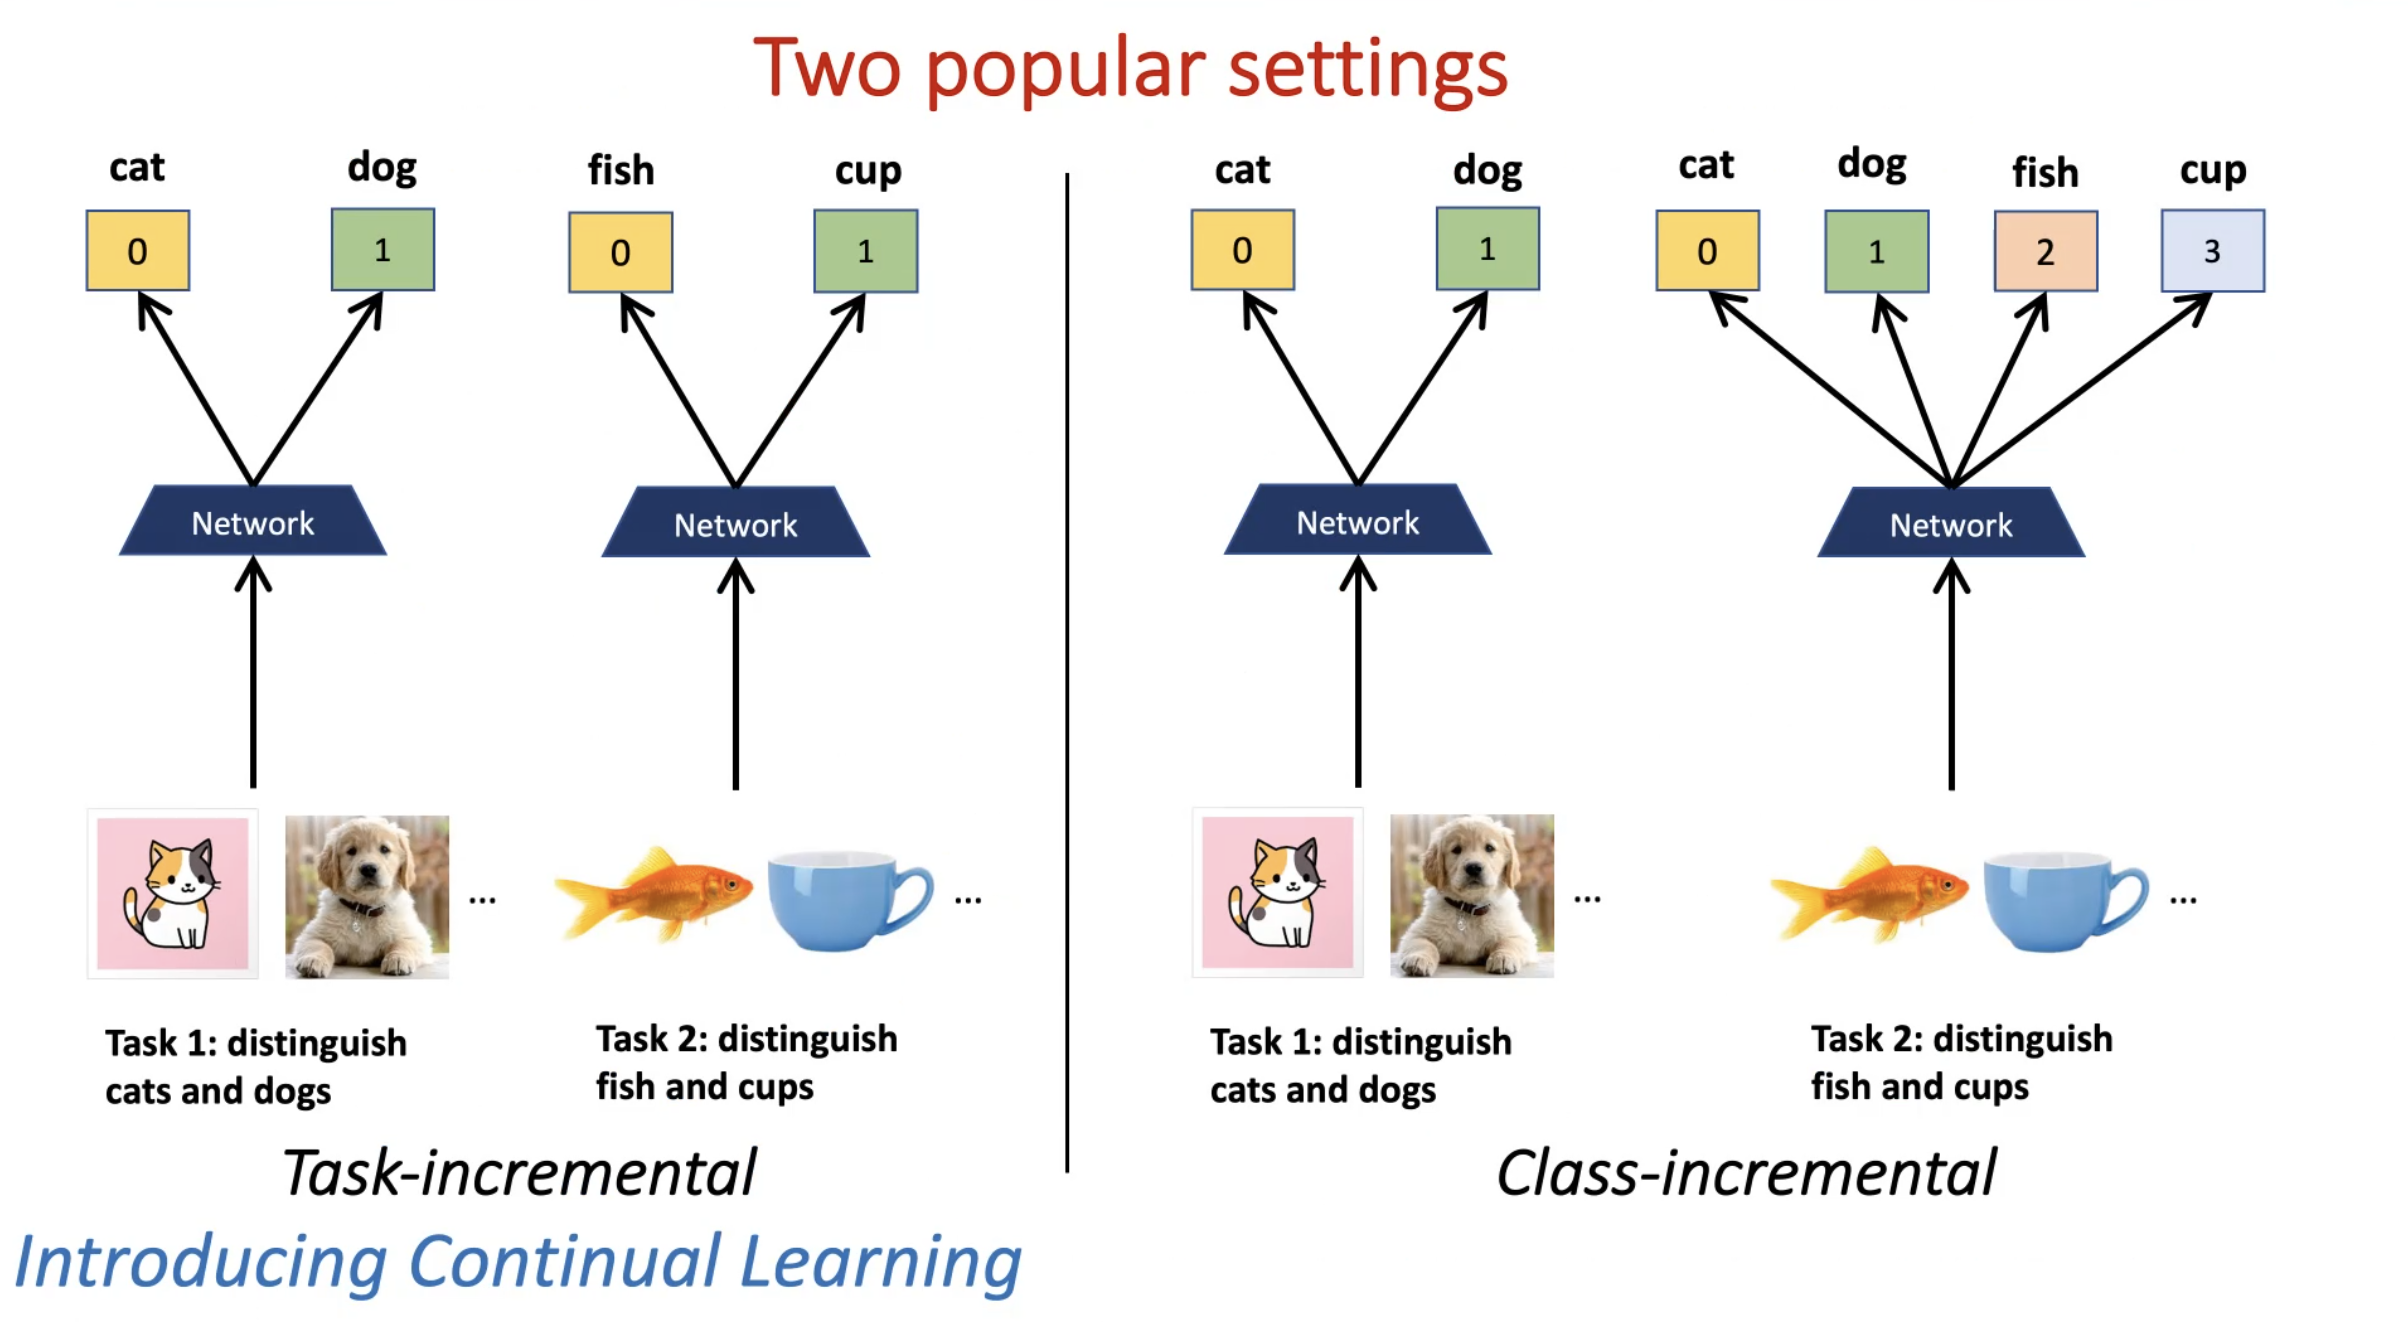 Two popular settings
cat dog fish cup
0 1 0 1
Network Network
... ...
Task 1: distinguish
cats and dogs
Task 2: distinguish
fish and cups
Task-incremental
cat dog cat dog fish cup
0 1 0 1 2 3
Network Network
... ...
Task 1: distinguish
cats and dogs
Task 2: distinguish
fish and cups
Class-incremental
Introducing Continual Learning